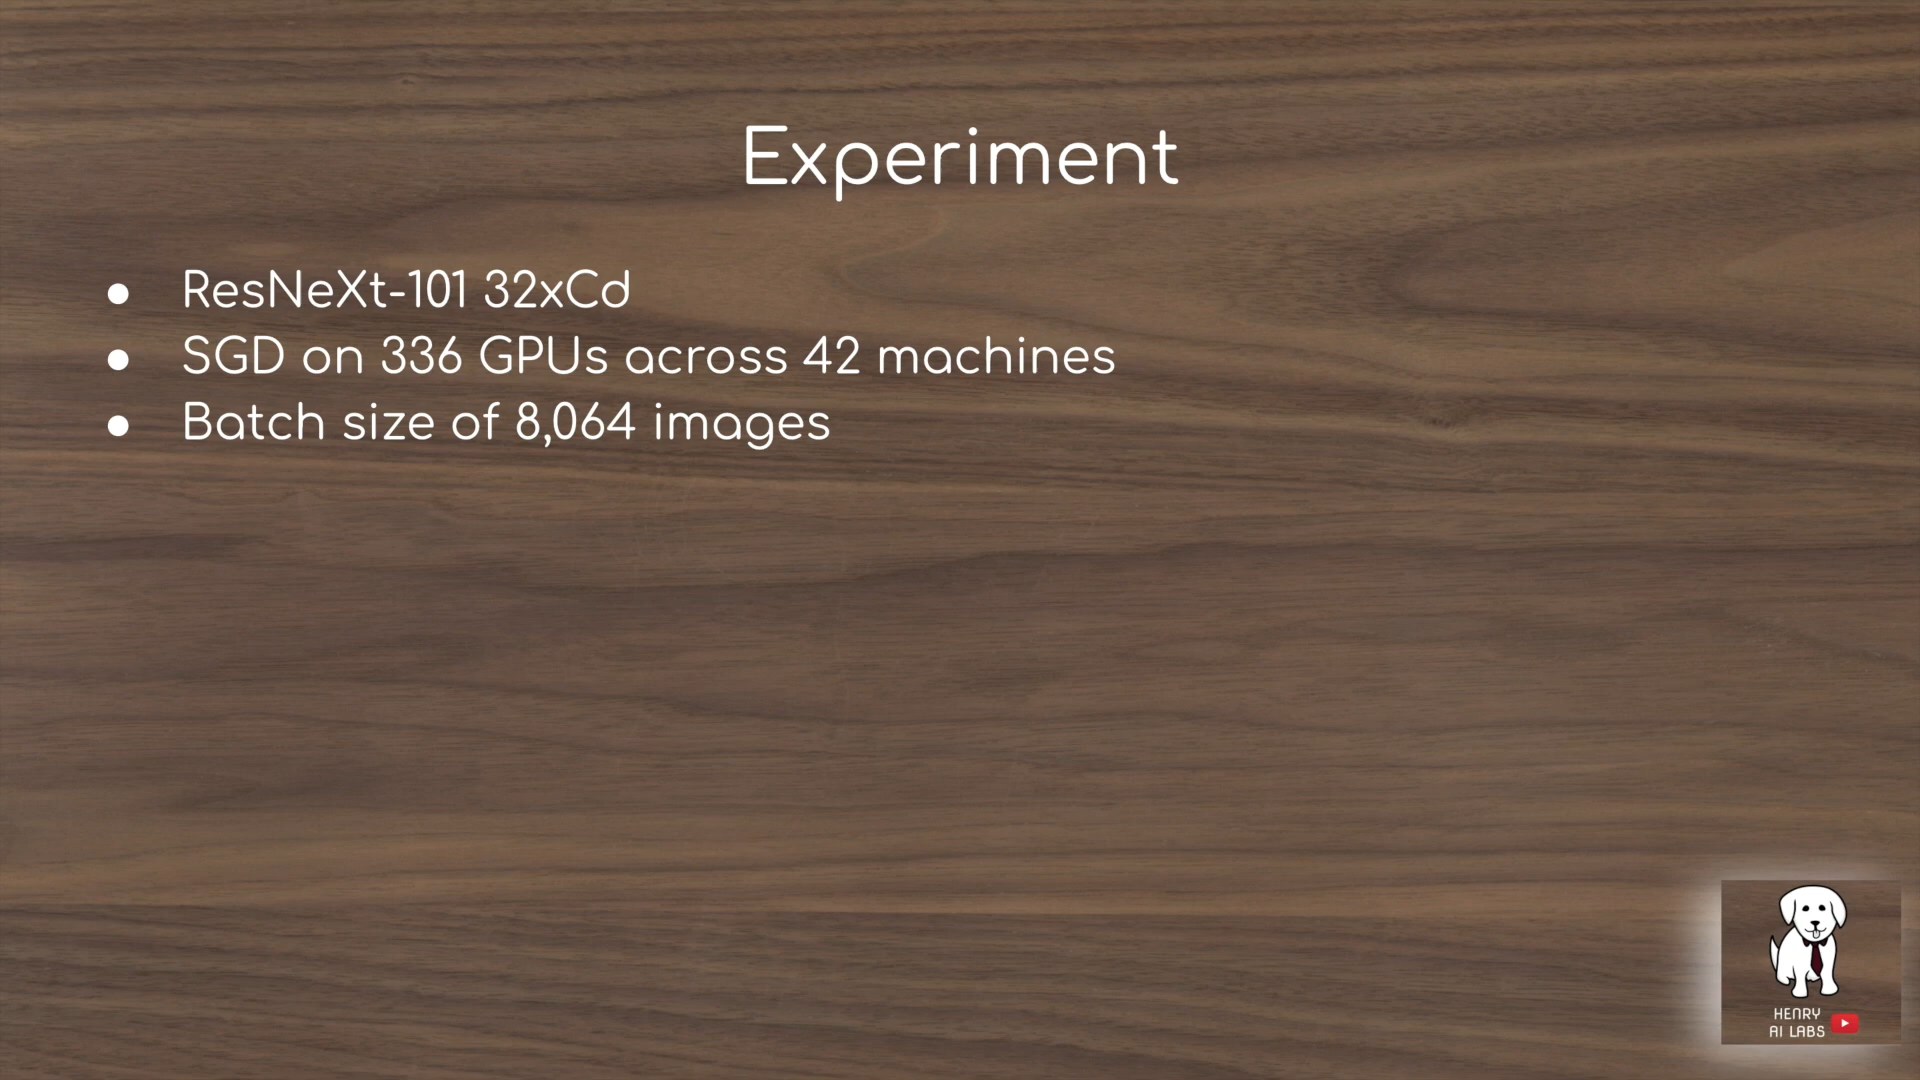 Experiment
● ResNeXt-101 32xCd
● SGD on 336 GPUs across 42 machines
● Batch size of 8,064 images
HENRY
AI LABS